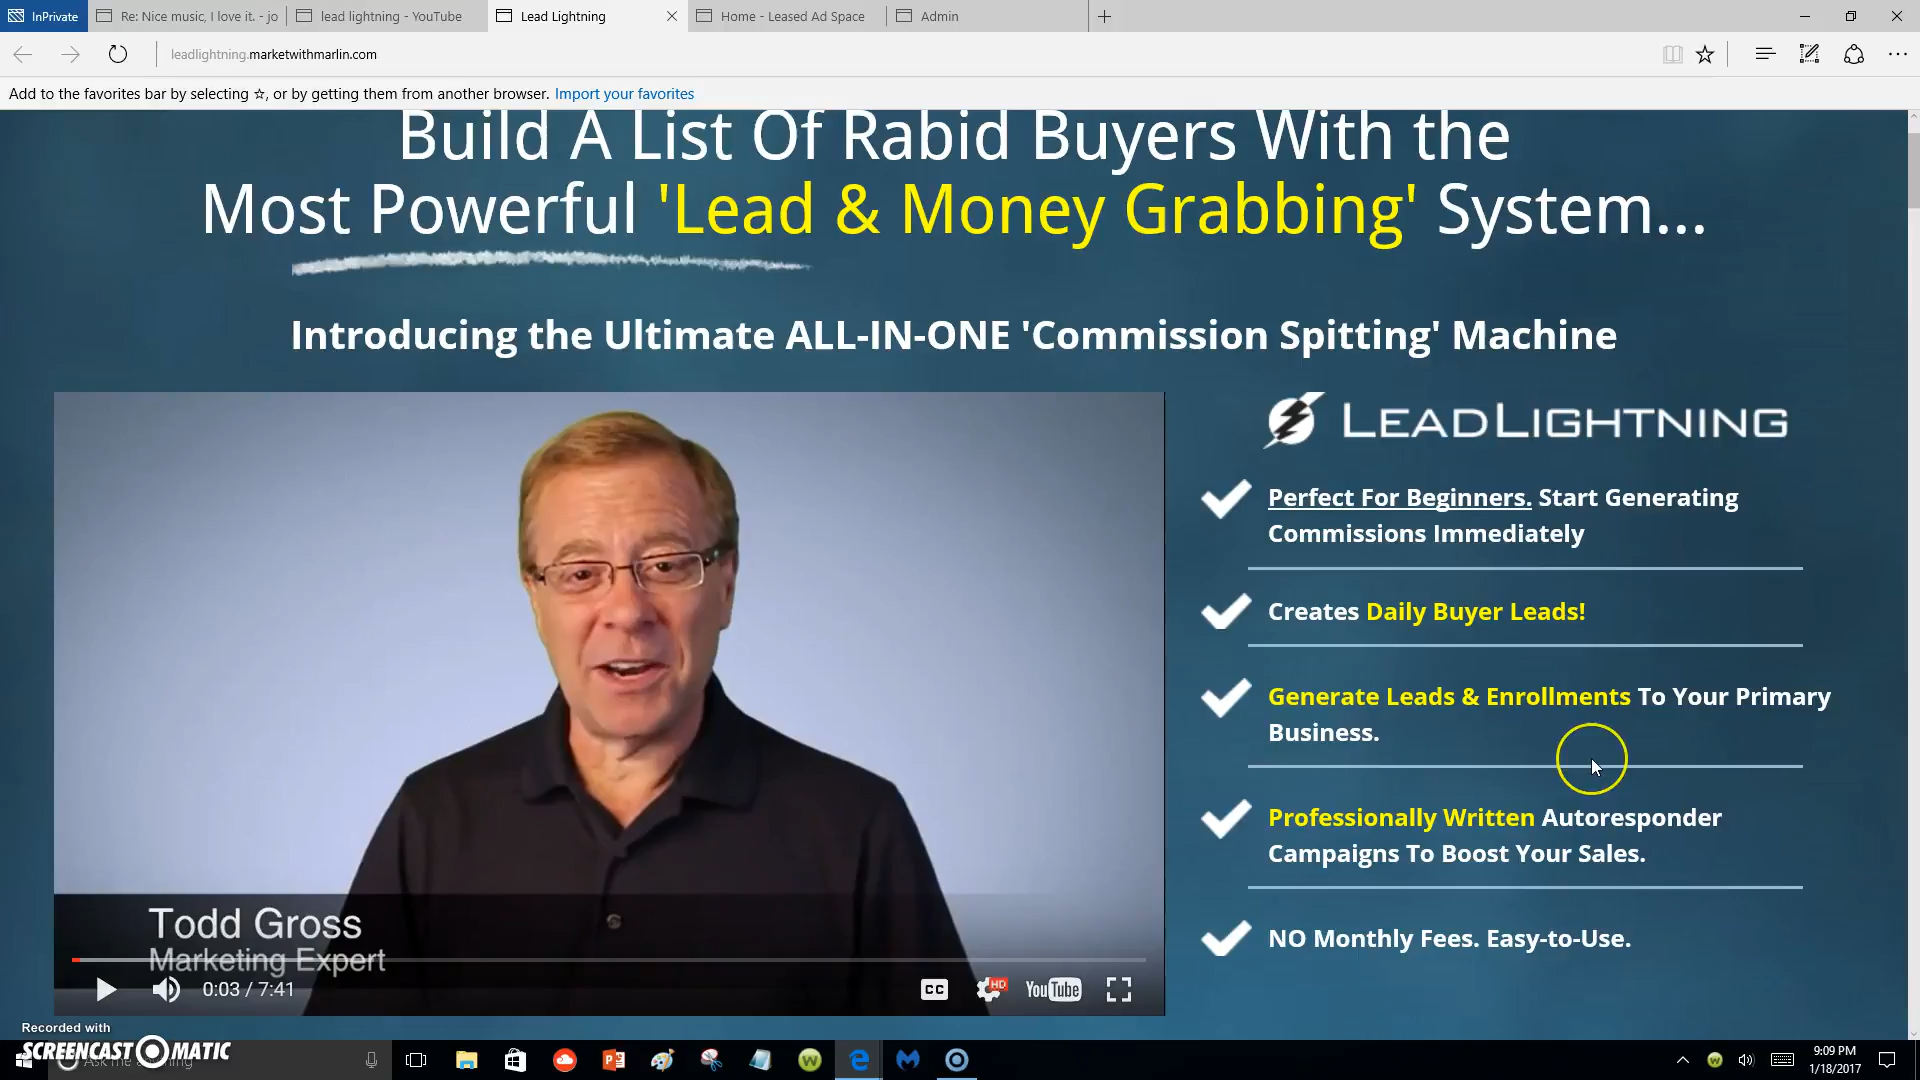 InPrivate
Re: Nice music, I love it. - jo
lead lightning - YouTube
Lead Lightning
Home - Leased Ad Space
Admin
leadlightning.marketwithmarlin.com
Add to the favorites bar by selecting ☆, or by getting them from another browser. Import your favorites
Build A List Of Rabid Buyers With the
Most Powerful 'Lead & Money Grabbing' System...
Introducing the Ultimate ALL-IN-ONE 'Commission Spitting' Machine
LEADLIGHTNING
Perfect For Beginners. Start Generating
Commissions Immediately
Creates Daily Buyer Leads!
Generate Leads & Enrollments To Your Primary
Business.
Professionally Written Autoresponder
Campaigns To Boost Your Sales.
NO Monthly Fees. Easy-to-Use.
Todd Gross
Marketing Expert
0:03 / 7:41
CC
HD
YouTube
Recorded with
SCREENCAST-O-MATIC
Ask me anything
9:09 PM
1/18/2017